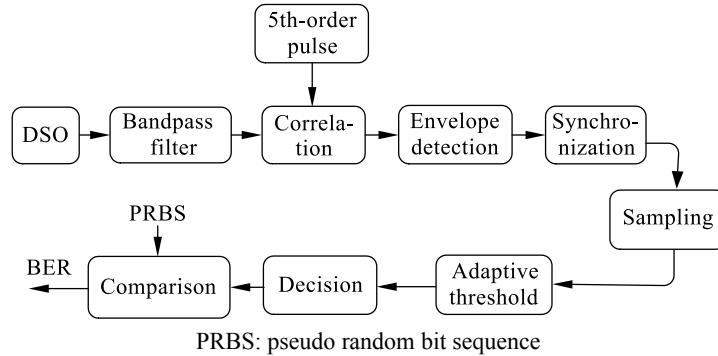 5th-order
pulse
DSO
Bandpass
filter
Correla-
tion
Envelope
detection
Synchro-
nization
Sampling
PRBS
BER
Comparison
Decision
Adaptive
threshold
PRBS: pseudo random bit sequence